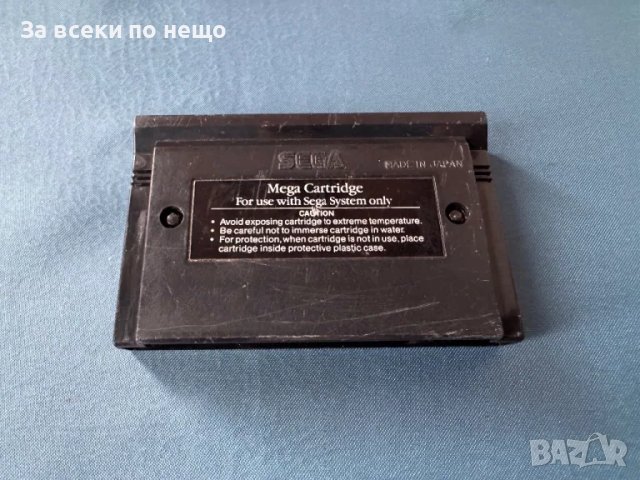 За всеки по нещо
SEGA
MADE IN JAPAN
Mega Cartridge
For use with Sega System only
CAUTION
• Avoid exposing cartridge to extreme temperature.
• Be careful not to immerse cartridge in water.
• For protection, when cartridge is not in use, place
cartridge inside protective plastic case.
BAZAR